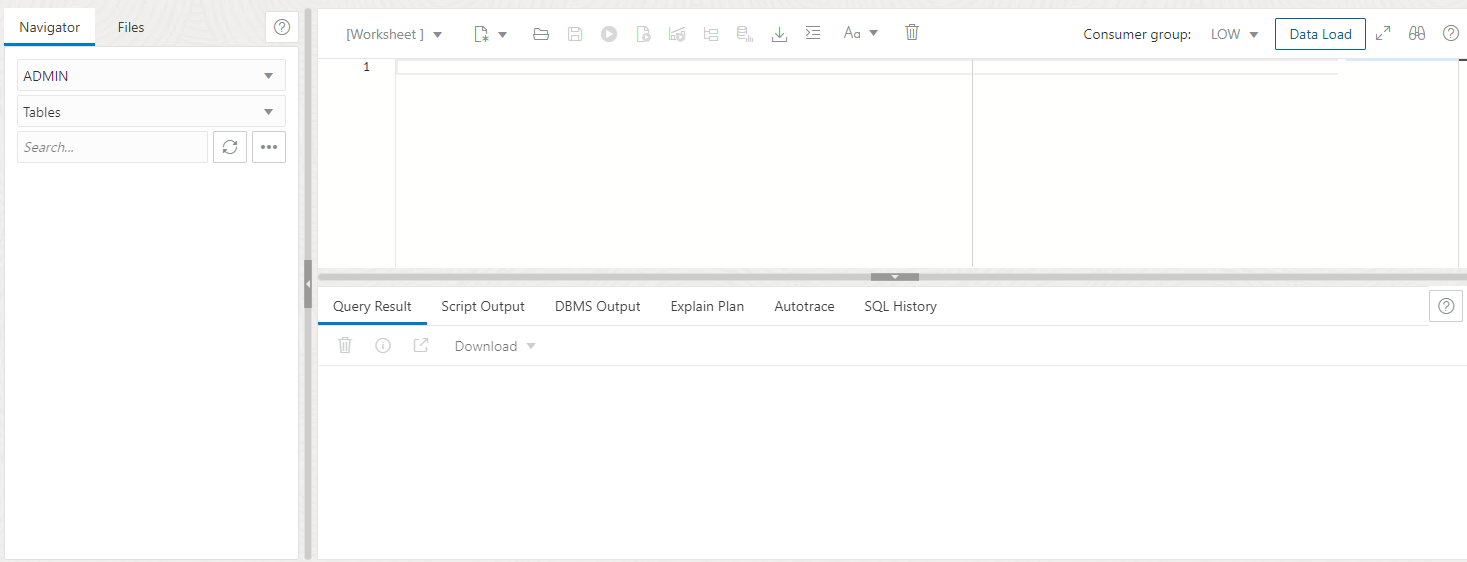 Navigator Files
ADMIN
Tables
Search...
[Worksheet ] Aa Consumer group: LOW Data Load
1
Query Result Script Output DBMS Output Explain Plan Autotrace SQL History
Download